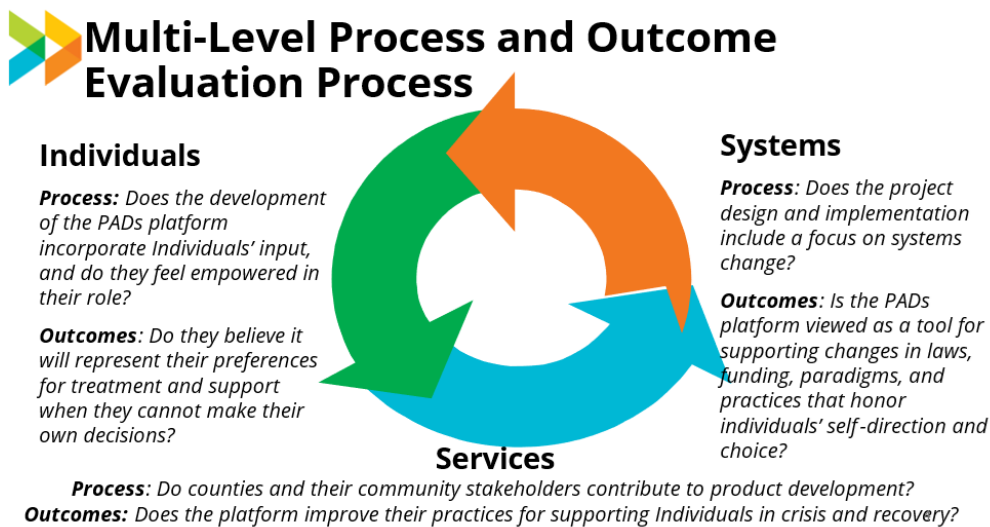 Multi-Level Process and Outcome
Evaluation Process
Individuals
Process: Does the development
of the PADs platform
incorporate Individuals’ input,
and do they feel empowered in
their role?
Outcomes: Do they believe it
will represent their preferences
for treatment and support
when they cannot make their
own decisions?
Systems
Process: Does the project
design and implementation
include a focus on systems
change?
Outcomes: Is the PADs
platform viewed as a tool for
supporting changes in laws,
funding, paradigms, and
practices that honor
individuals’ self-direction and
choice?
Services
Process: Do counties and their community stakeholders contribute to product development?
Outcomes: Does the platform improve their practices for supporting Individuals in crisis and recovery?